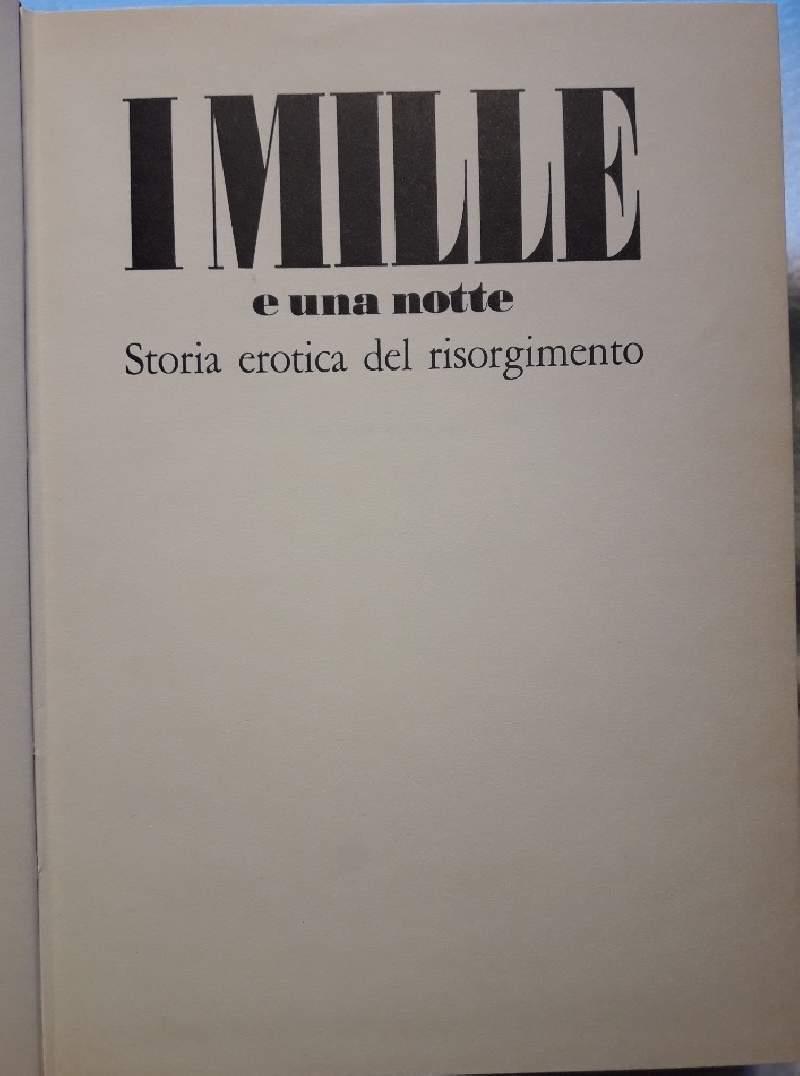 I MILLE
e una notte
Storia erotica del risorgimento